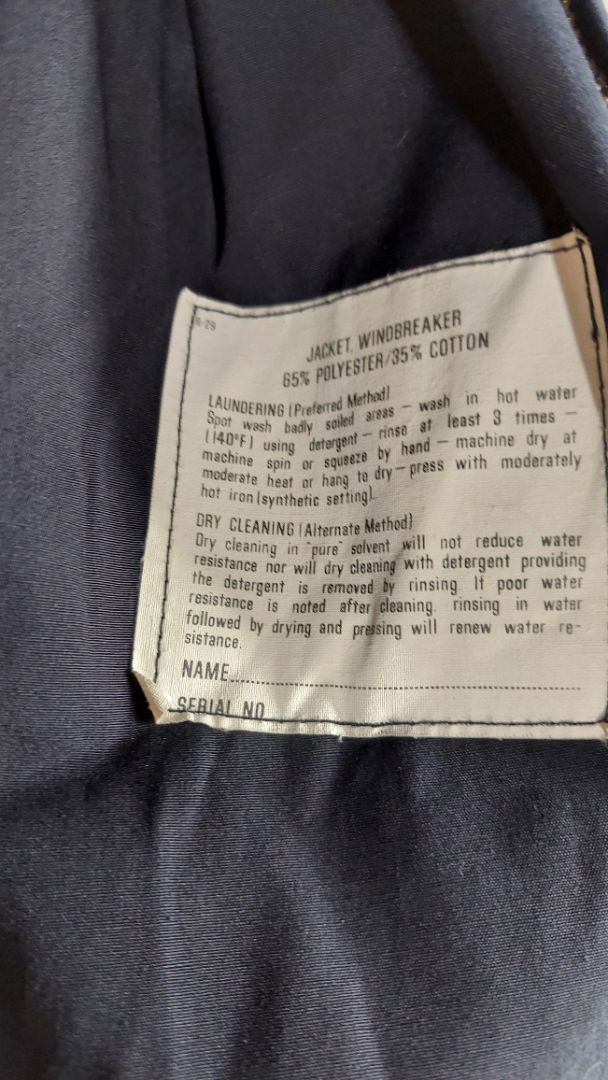 R-29
JACKET, WINDBREAKER
65% POLYESTER/35% COTTON
LAUNDERING (Preferred Method)
Spot wash badly soiled areas - wash in hot water
(140°F) using detergent - rinse at least 3 times -
machine spin or squeeze by hand - machine dry at
moderate heat or hang to dry - press with moderately
hot iron (synthetic setting).
DRY CLEANING (Alternate Method)
Dry cleaning in "pure" solvent will not reduce water
resistance nor will dry cleaning with detergent providing
the detergent is removed by rinsing. If poor water
resistance is noted after cleaning, rinsing in water
followed by drying and pressing will renew water re-
sistance.
NAME
SERIAL NO